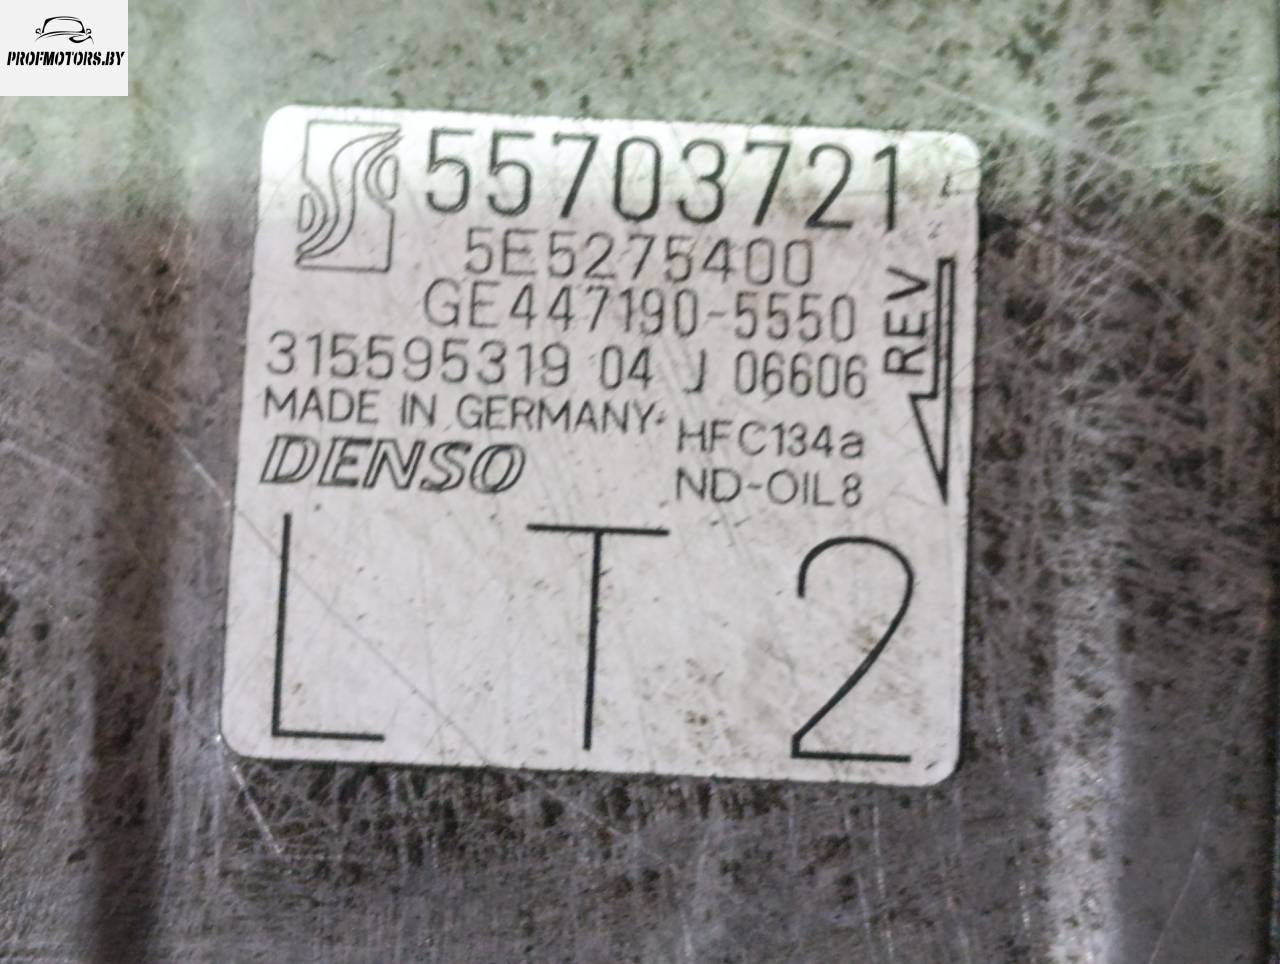 PROFMOTORS.BY
55703721
5E5275400
GE447190-5550
315595319 04 J 06606
MADE IN GERMANY
HFC134a
DENSO
ND-OIL8
REV
LT2